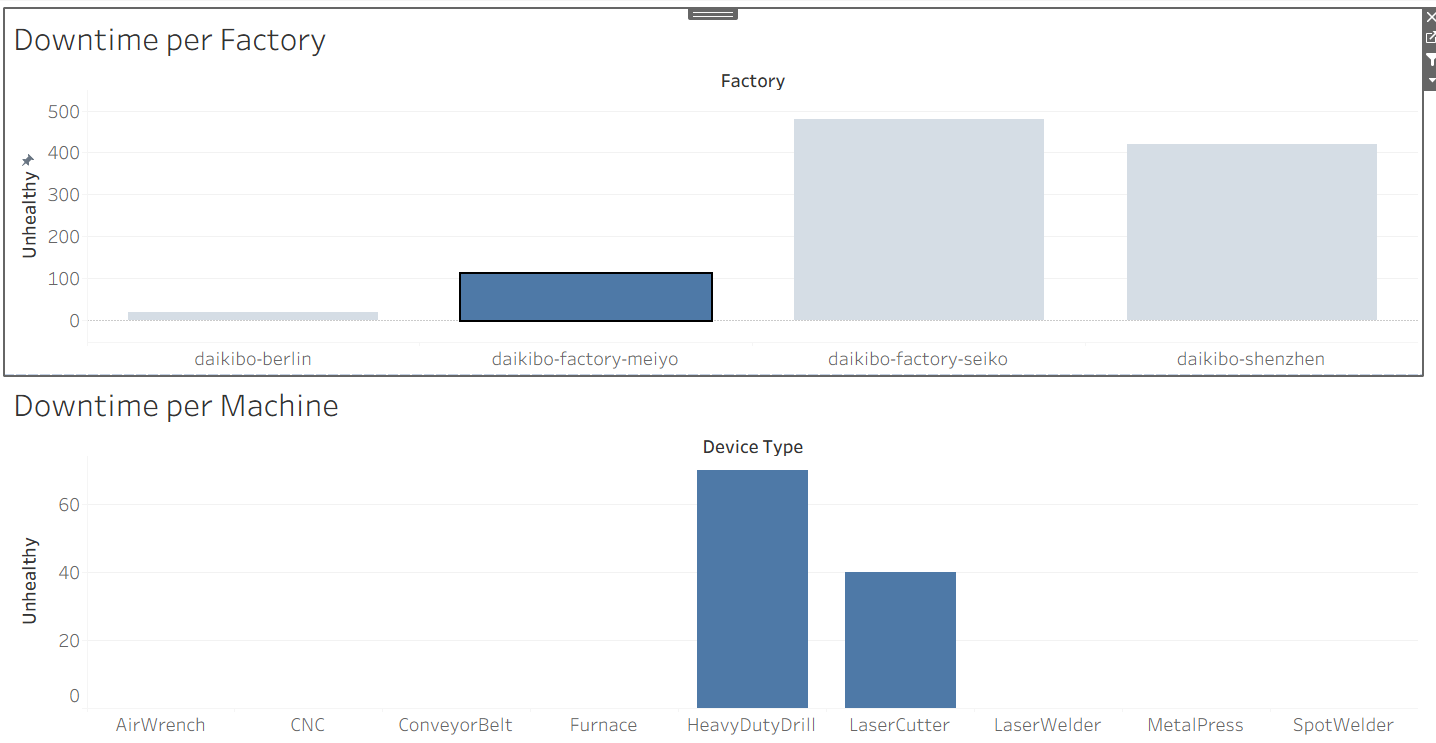 Downtime per Factory
Factory
500
400
300
200
100
0
Unhealthy
daikibo-berlin daikibo-factory-meiyo daikibo-factory-seiko daikibo-shenzhen
Downtime per Machine
Device Type
60
40
20
0
Unhealthy
AirWrench CNC ConveyorBelt Furnace HeavyDutyDrill LaserCutter LaserWelder MetalPress SpotWelder